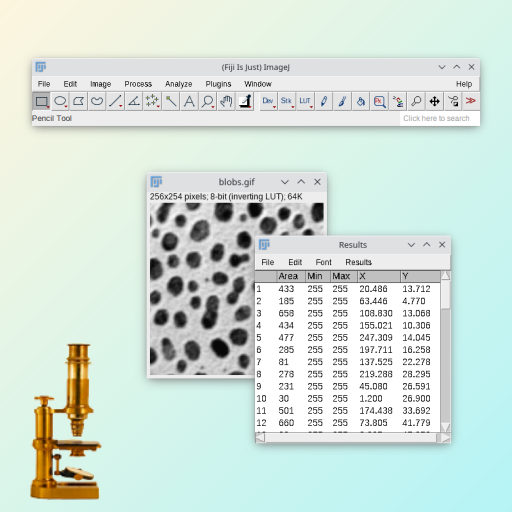 (Fiji Is Just) ImageJ
File Edit Image Process Analyze Plugins Window Help
Dev Stk LUT
Pencil Tool Click here to search
blobs.gif
256x254 pixels; 8-bit (inverting LUT); 64K
Results
File Edit Font Results
Area Min Max X Y
1 433 255 255 20.486 13.712
2 185 255 255 63.446 4.770
3 658 255 255 108.830 13.068
4 434 255 255 155.021 10.306
5 477 255 255 247.309 14.045
6 285 255 255 197.711 16.258
7 81 255 255 137.525 22.278
8 278 255 255 219.288 28.295
9 231 255 255 45.080 26.591
10 30 255 255 1.200 26.900
11 501 255 255 174.438 33.692
12 660 255 255 73.805 41.779